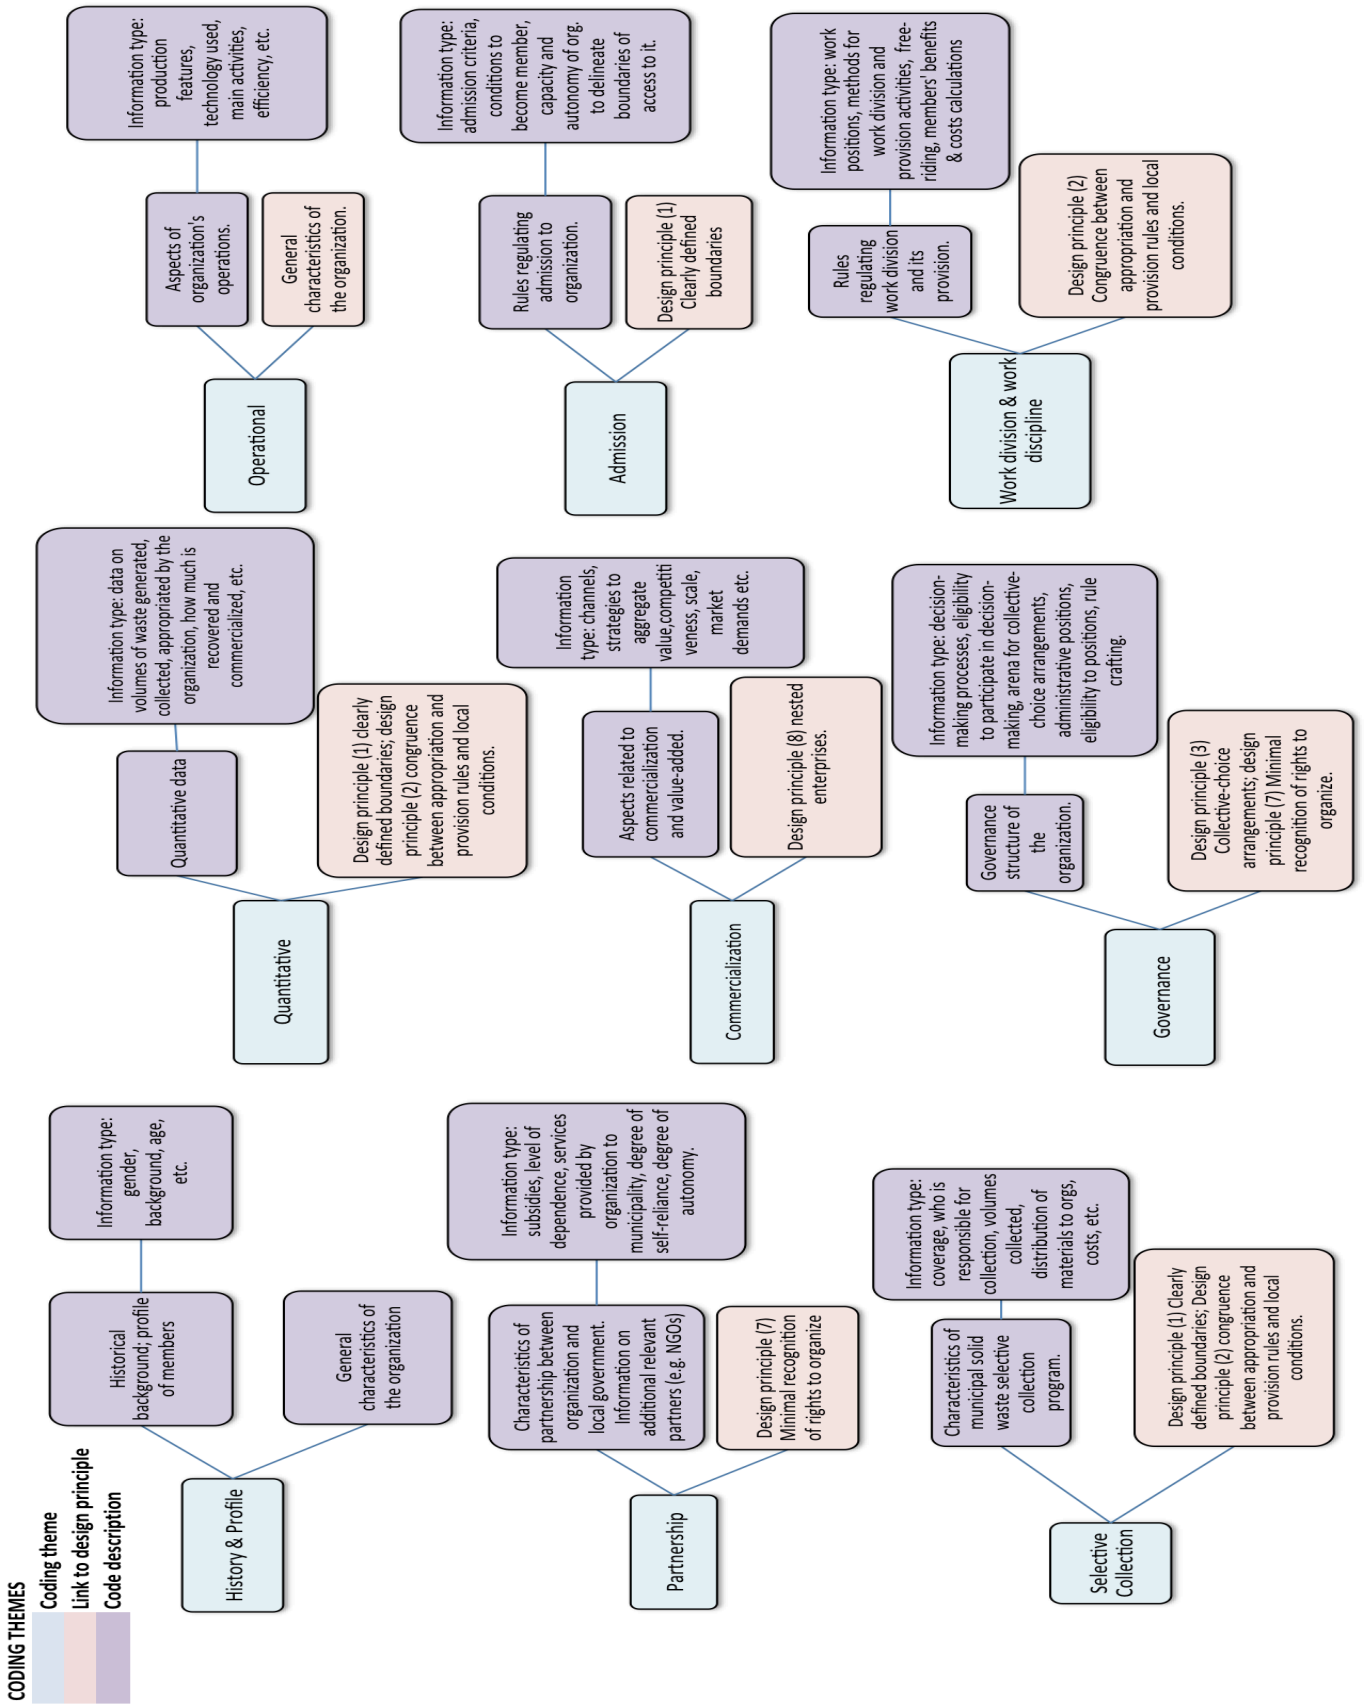 CODING THEMES
Coding theme
Link to design principle
Code description
History & Profile
Historical
background; profile
of members
Information type:
gender,
background, age,
etc.
General
characteristics of
the organization
Quantitative
Quantitative data
Information type: data on
volumes of waste generated,
collected, appropriated by the
organization, how much is
recovered and
commercialized, etc.
Design principle (1) clearly
defined boundaries; design
principle (2) congruence
between appropriation and
provision rules and local
conditions.
Operational
Aspects of
organization's
operations.
Information type:
production
features,
technology used,
main activities,
efficiency, etc.
General
characteristics of
the organization.
Partnership
Characteristics of
partnership between
organization and
local government.
Information on
additional relevant
partners (e.g. NGOs)
Information type:
subsidies, level of
dependence, services
provided by
organization to
municipality, degree of
self-reliance, degree of
autonomy.
Design principle (7)
Minimal recognition
of rights to organize
Commercialization
Aspects related to
commercialization
and value-added.
Information
type: channels,
strategies to
aggregate
value,competiti
veness, scale,
market
demands etc.
Design principle (8) nested
enterprises.
Admission
Rules regulating
admission to
organization.
Information type:
admission criteria,
conditions to
become member,
capacity and
autonomy of org.
to delineate
boundaries of
access to it.
Design principle (1)
Clearly defined
boundaries
Selective
Collection
Characteristics of
municipal solid
waste selective
collection
program.
Information type:
coverage, who is
responsible for
collection, volumes
collected,
distribution of
materials to orgs,
costs, etc.
Design principle (1) Clearly
defined boundaries; Design
principle (2) congruence
between appropriation and
provision rules and local
conditions.
Governance
Governance
structure of
the
organization.
Information type: decision-
making processes, eligibility
to participate in decision-
making, arena for collective-
choice arrangements,
administrative positions,
eligibility to positions, rule
crafting.
Design principle (3)
Collective-choice
arrangements; design
principle (7) Minimal
recognition of rights to
organize.
Work division & work
discipline
Rules
regulating
work division
and its
provision.
Information type: work
positions, methods for
work division and
provision activities, free-
riding, members' benefits
& costs calculations
Design principle (2)
Congruence between
appropriation and
provision rules and local
conditions.